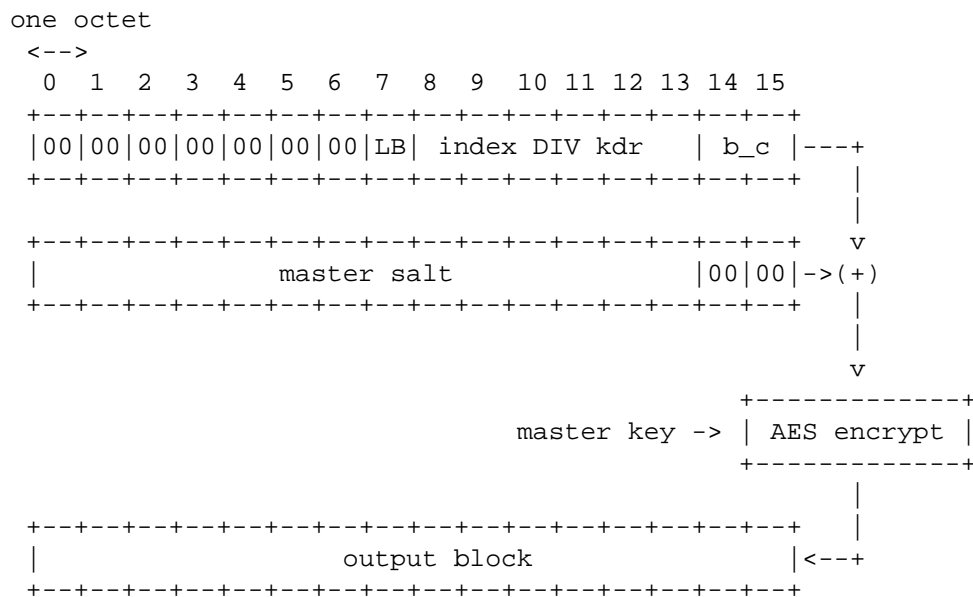 one octet
<-->
0 1 2 3 4 5 6 7 8 9 10 11 12 13 14 15
+--+--+--+--+--+--+--+--+--+--+--+--+--+--+--+--+
|00|00|00|00|00|00|00|LB| index DIV kdr | b_c |---+
+--+--+--+--+--+--+--+--+--+--+--+--+--+--+--+--+ |
|
+--+--+--+--+--+--+--+--+--+--+--+--+--+--+--+--+ v
| master salt |00|00|->(+)
+--+--+--+--+--+--+--+--+--+--+--+--+--+--+--+--+ |
|
v
+-------------+
master key -> | AES encrypt |
+-------------+
|
+--+--+--+--+--+--+--+--+--+--+--+--+--+--+--+--+ |
| output block |<--+
+--+--+--+--+--+--+--+--+--+--+--+--+--+--+--+--+